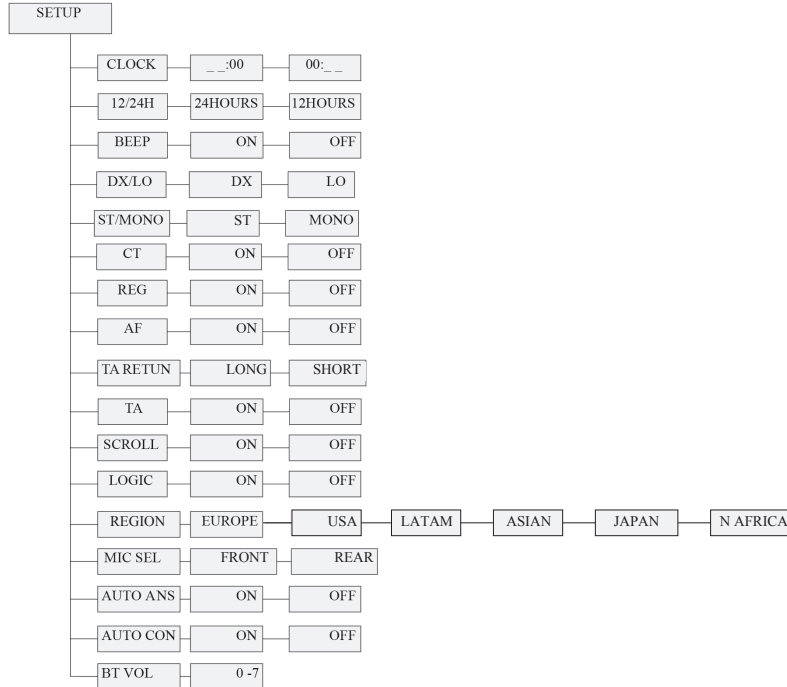 SETUP
CLOCK _ _:00 00:_ _
12/24H 24HOURS 12HOURS
BEEP ON OFF
DX/LO DX LO
ST/MONO ST MONO
CT ON OFF
REG ON OFF
AF ON OFF
TA RETUN LONG SHORT
TA ON OFF
SCROLL ON OFF
LOGIC ON OFF
REGION EUROPE USA LATAM ASIAN JAPAN N AFRICA
MIC SEL FRONT REAR
AUTO ANS ON OFF
AUTO CON ON OFF
BT VOL 0 -7